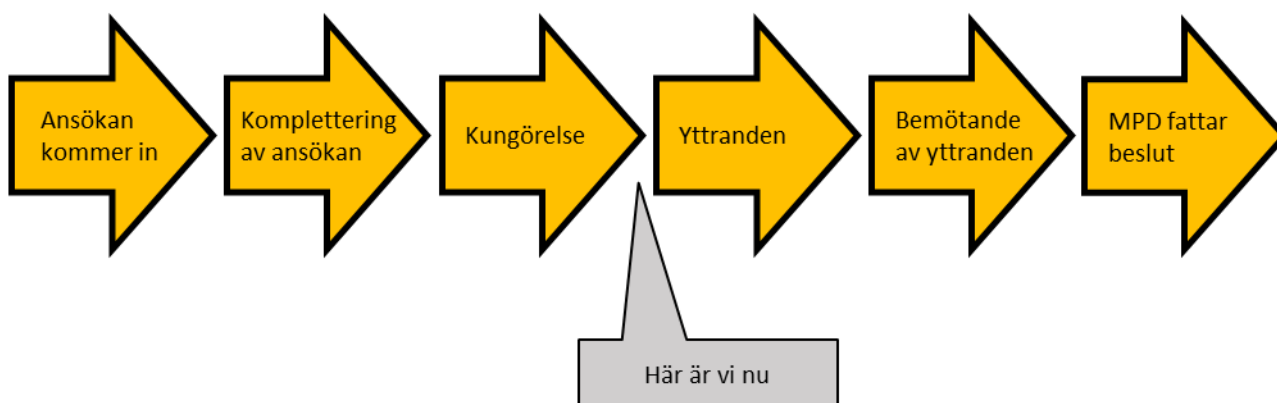 Ansökan
kommer in
Komplettering
av ansökan
Kungörelse
Yttranden
Bemötande
av yttranden
MPD fattar
beslut
Här är vi nu